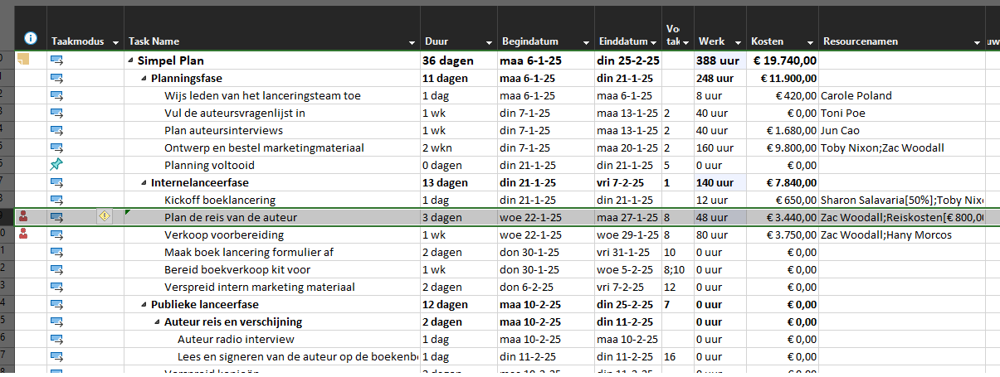 Taakmodus Task Name Duur Begindatum Einddatum Voo tak Werk Kosten Resourcenamen
0 Simpel Plan 36 dagen maa 6-1-25 din 25-2-25 388 uur € 19.740,00
1 Planningsfase 11 dagen maa 6-1-25 din 21-1-25 248 uur € 11.900,00
2 Wijs leden van het lanceringsteam toe 1 dag maa 6-1-25 maa 6-1-25 8 uur € 420,00 Carole Poland
3 Vul de auteursvragenlijst in 1 wk din 7-1-25 maa 13-1-25 2 40 uur € 0,00 Toni Poe
4 Plan auteursinterviews 1 wk din 7-1-25 maa 13-1-25 2 40 uur € 1.680,00 Jun Cao
5 Ontwerp en bestel marketingmateriaal 2 wkn din 7-1-25 maa 20-1-25 2 160 uur € 9.800,00 Toby Nixon;Zac Woodall
6 Planning voltooid 0 dagen din 21-1-25 din 21-1-25 5 0 uur € 0,00
7 Internelanceerfase 13 dagen din 21-1-25 vri 7-2-25 1 140 uur € 7.840,00
8 Kickoff boeklancering 1 dag din 21-1-25 din 21-1-25 12 uur € 650,00 Sharon Salavaria[50%];Toby Nix
9 Plan de reis van de auteur 3 dagen woe 22-1-25 maa 27-1-25 8 48 uur € 3.440,00 Zac Woodall;Reiskosten[€ 800,00
0 Verkoop voorbereiding 1 wk woe 22-1-25 woe 29-1-25 8 80 uur € 3.750,00 Zac Woodall;Hany Morcos
1 Maak boek lancering formulier af 2 dagen don 30-1-25 vri 31-1-25 10 0 uur € 0,00
2 Bereid boekverkoop kit voor 1 wk don 30-1-25 woe 5-2-25 8;10 0 uur € 0,00
3 Verspreid intern marketing materiaal 2 dagen don 6-2-25 vri 7-2-25 12 0 uur € 0,00
4 Publieke lanceerfase 12 dagen maa 10-2-25 din 25-2-25 7 0 uur € 0,00
5 Auteur reis en verschijning 2 dagen maa 10-2-25 din 11-2-25 0 uur € 0,00
6 Auteur radio interview 1 dag maa 10-2-25 maa 10-2-25 0 uur € 0,00
7 Lees en signeren van de auteur op de boekenb 1 dag din 11-2-25 din 11-2-25 16 0 uur € 0,00